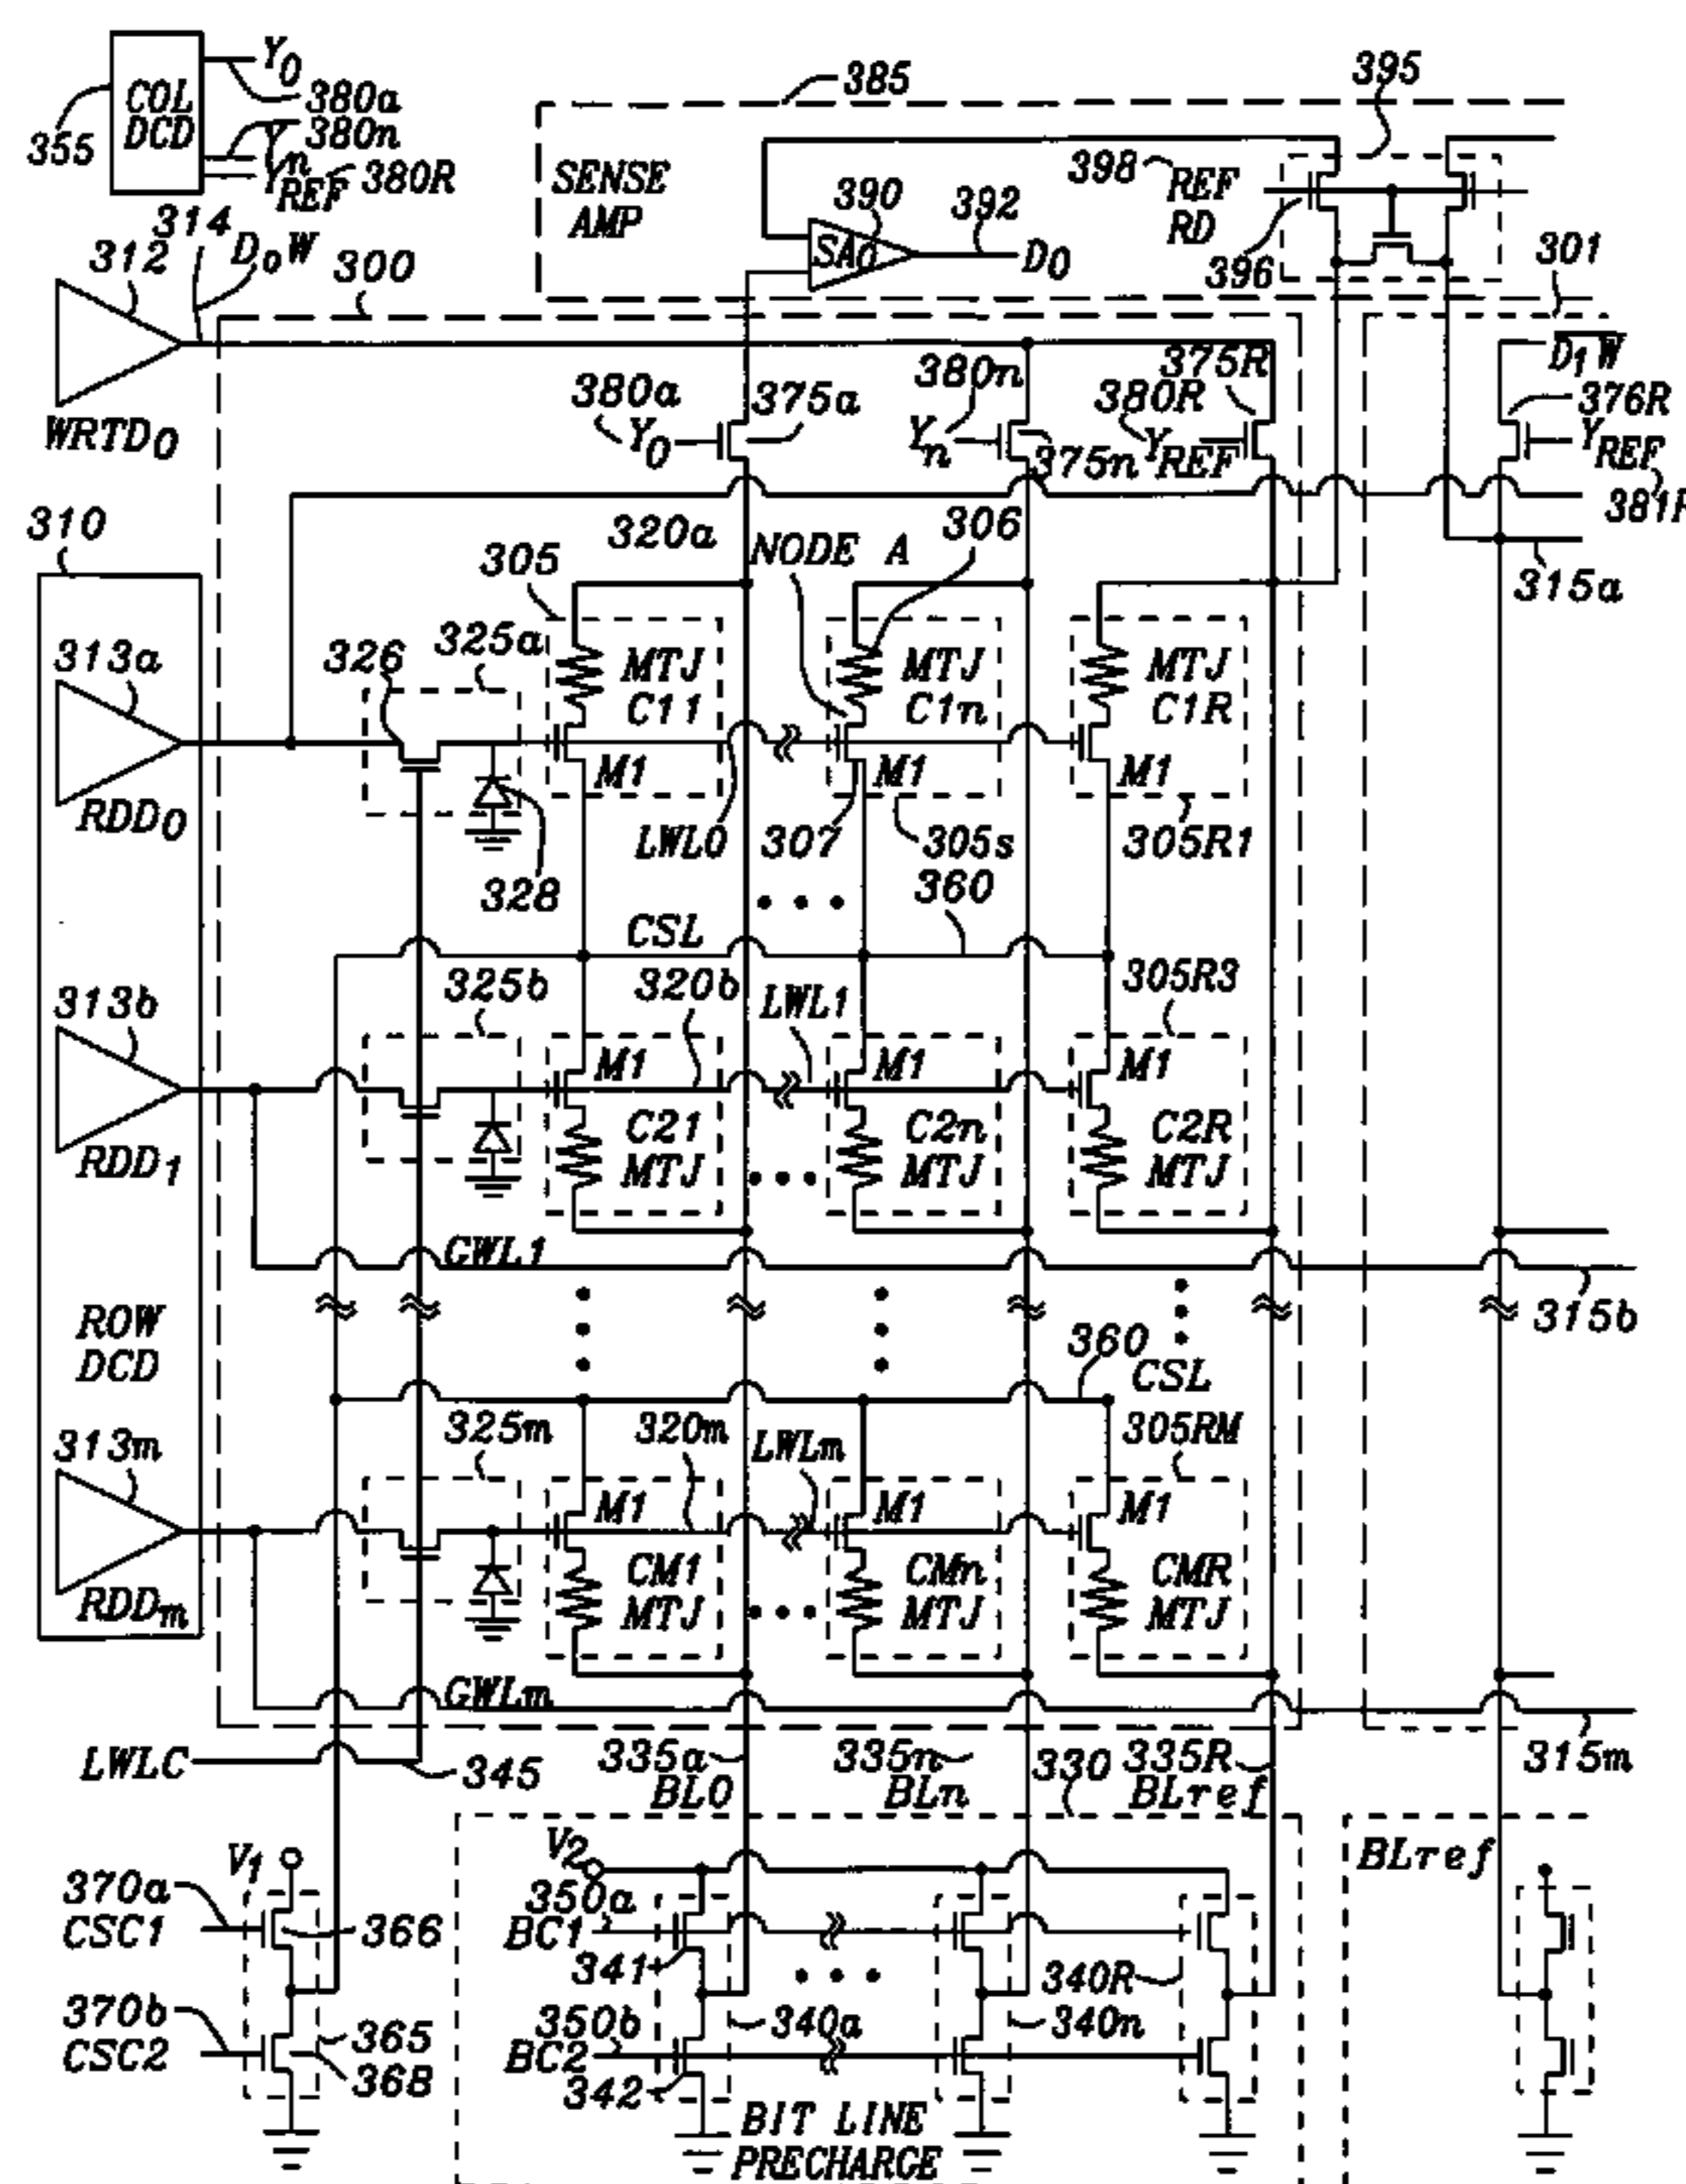 COL
DCD
355
Y0
380a
380n
Yn
YREF
380R
385
395
SENSE
AMP
398
REF
RD
396
390
392
SA0
D0
301
314
D0W
312
300
WRTD0
380a
Y0
375a
380n
Yn
375n
380R
YREF
375R
D1W
376R
YREF
381R
310
320a
NODE A
306
305
315a
313a
326
325a
MTJ
C11
MTJ
C1n
MTJ
C1R
RDD0
M1
M1
M1
328
LWL0
307
305s
305R1
360
CSL
325b
320b
LWL1
305R3
313b
M1
M1
M1
RDD1
C21
MTJ
C2n
MTJ
C2R
MTJ
GWL1
315b
ROW
DCD
360
CSL
325m
320m
LWLm
305RM
313m
M1
M1
M1
RDDm
CM1
MTJ
CMn
MTJ
CMR
MTJ
GWLm
315m
LWLC
345
335a
BL0
335n
BLn
330
335R
BLref
V1
V2
BLref
370a
CSC1
366
350a
BC1
341
340R
370b
CSC2
365
368
350b
BC2
342
340a
340n
BIT LINE
PRECHARGE